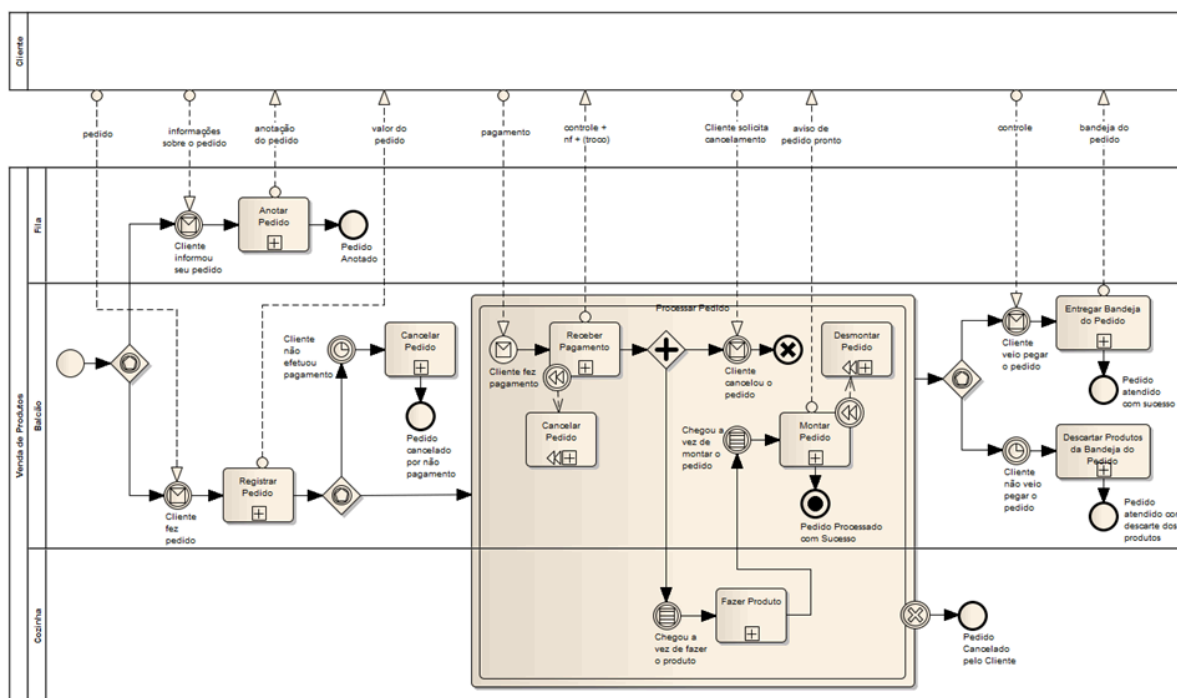 Cliente
pedido
informações
sobre o pedido
anotação
do pedido
valor do
pedido
pagamento
controle +
nf + (troco)
Cliente solicita
cancelamento
aviso de
pedido pronto
controle
bandeja do
pedido
Venda de Produtos
Fila
Anotar
Pedido
Cliente
informou
seu pedido
Pedido
Anotado
Balcão
Cliente
não
efetuou
pagamento
Cancelar
Pedido
Pedido
cancelado
por não
pagamento
Cliente
fez
pedido
Registrar
Pedido
Processar Pedido
Cliente fez
pagamento
Receber
Pagamento
Cancelar
Pedido
Cliente
cancelou o
pedido
Desmontar
Pedido
Chegou a
vez de
montar o
pedido
Montar
Pedido
Pedido Processado
com Sucesso
Cliente
veio pegar
o pedido
Entregar Bandeja
do Pedido
Pedido
atendido
com sucesso
Cliente
não veio
pegar o
pedido
Descartar Produtos
da Bandeja do
Pedido
Pedido
atendido com
descarte dos
produtos
Cozinha
Chegou a
vez de fazer
o produto
Fazer Produto
Pedido
Cancelado
pelo Cliente